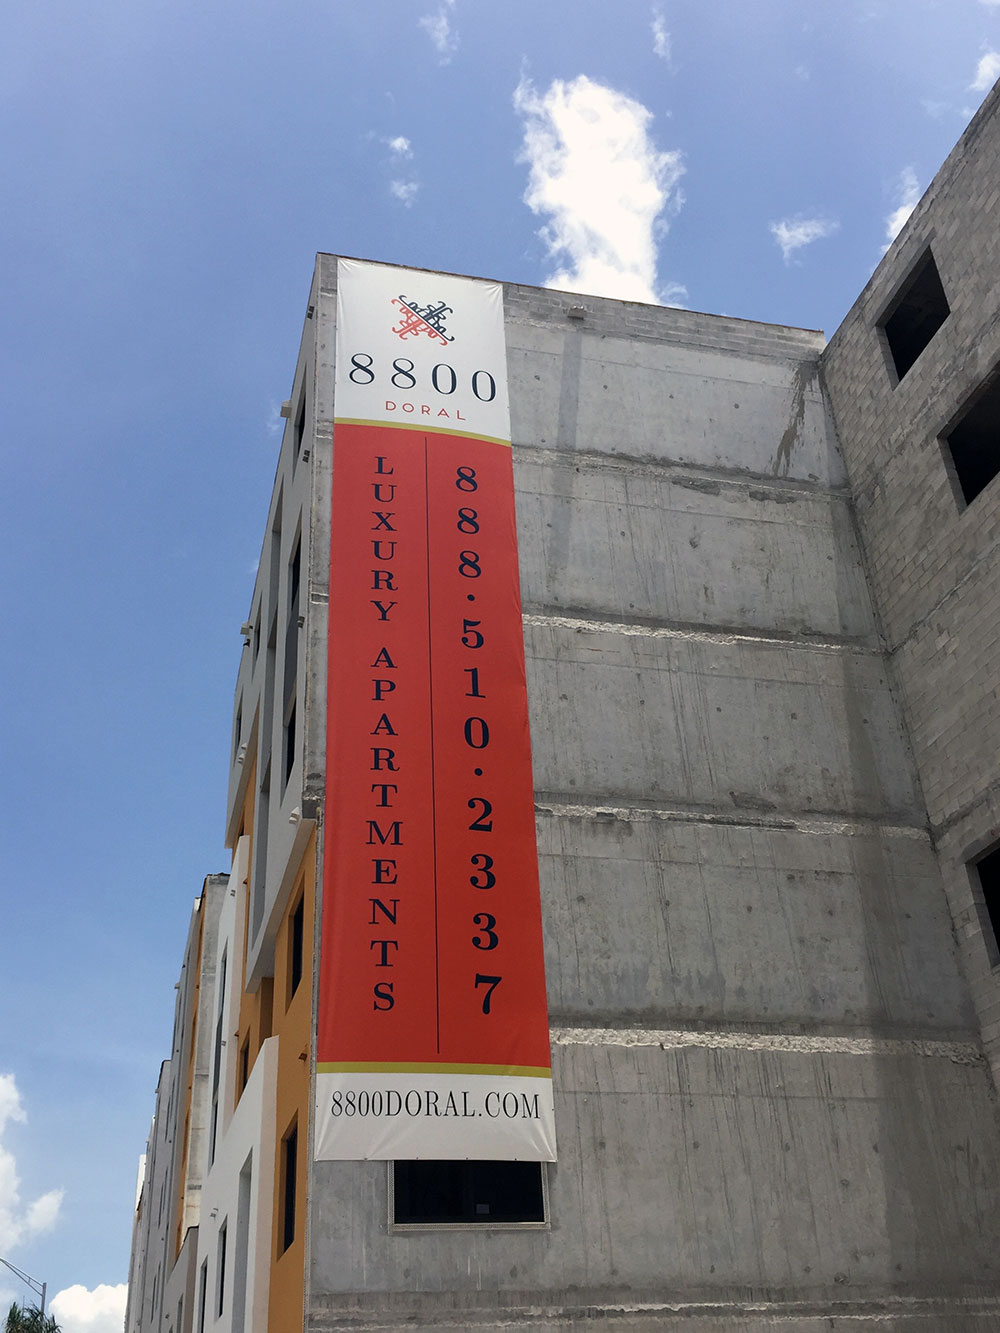 8800
DORAL
LUXURY APARTMENTS
888·510·2337
8800DORAL.COM